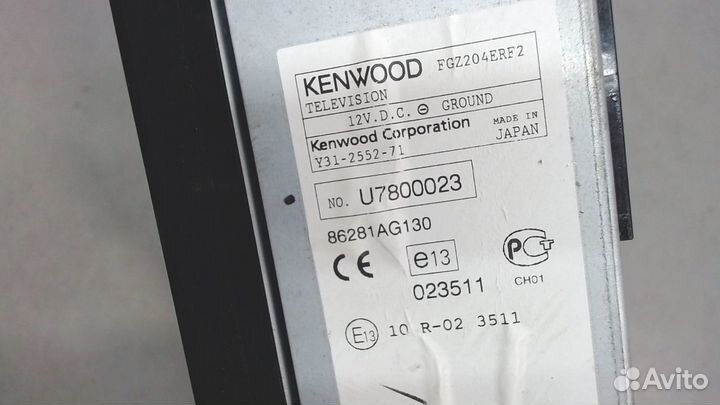 KENWOOD FGZ204ERF2
TELEVISION
12V.D.C. ⊖ GROUND
Kenwood Corporation MADE IN
Y31-2552-71 JAPAN
NO. U7800023
86281AG130
CE e13 PCT
023511 CH01
E13 10 R-02 3511
Avito